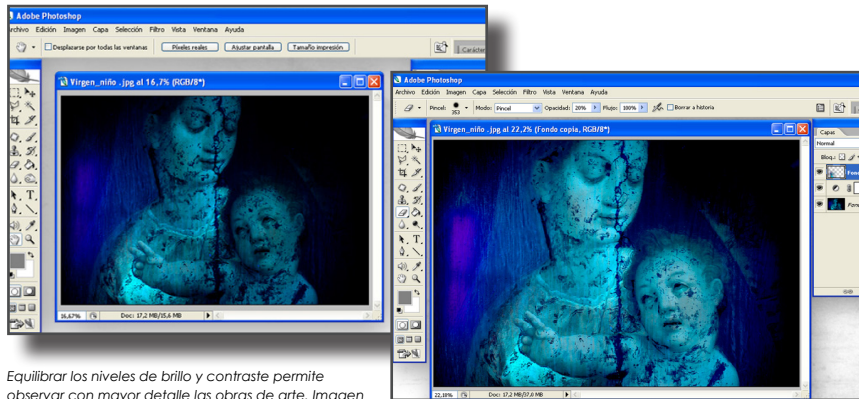 Adobe Photoshop
Edición Imagen Capa Selección Filtro Vista Ventana Ayuda
Desplazarse por todas las ventanas Píxeles reales Ajustar pantalla Tamaño impresión
Virgen_niño .jpg al 16,7% (RGB/8*)
16,67% Doc: 17,2 MB/15,6 MB
Adobe Photoshop
Archivo Edición Imagen Capa Selección Filtro Vista Ventana Ayuda
Pincel: 353 Modo: Pincel Opacidad: 20% Flujo: 100% Borrar a historia
Virgen_niño .jpg al 22,2% (Fondo copia, RGB/8*)
Capas
Normal
22,19% Doc: 17,2 MB/37,8 MB
Equilibrar los niveles de brillo y contraste permite
observar con mayor detalle las obras de arte. Imagen